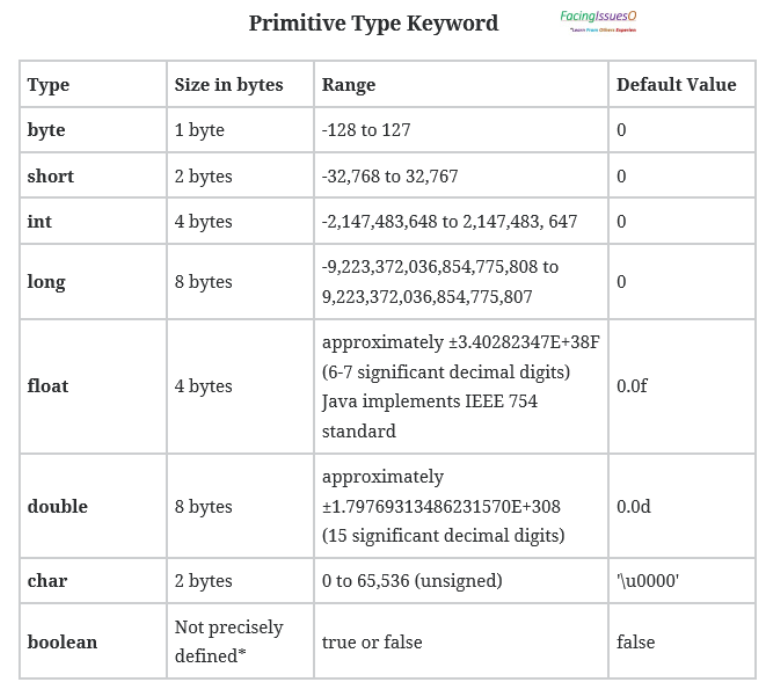 Primitive Type Keyword
FacingIssuesO
"Learn From Others Experien
Type Size in bytes Range Default Value
byte 1 byte -128 to 127 0
short 2 bytes -32,768 to 32,767 0
int 4 bytes -2,147,483,648 to 2,147,483, 647 0
long 8 bytes -9,223,372,036,854,775,808 to
9,223,372,036,854,775,807 0
float 4 bytes approximately ±3.40282347E+38F
(6-7 significant decimal digits)
Java implements IEEE 754
standard 0.0f
double 8 bytes approximately
±1.79769313486231570E+308
(15 significant decimal digits) 0.0d
char 2 bytes 0 to 65,536 (unsigned) '\u0000'
boolean Not precisely
defined* true or false false